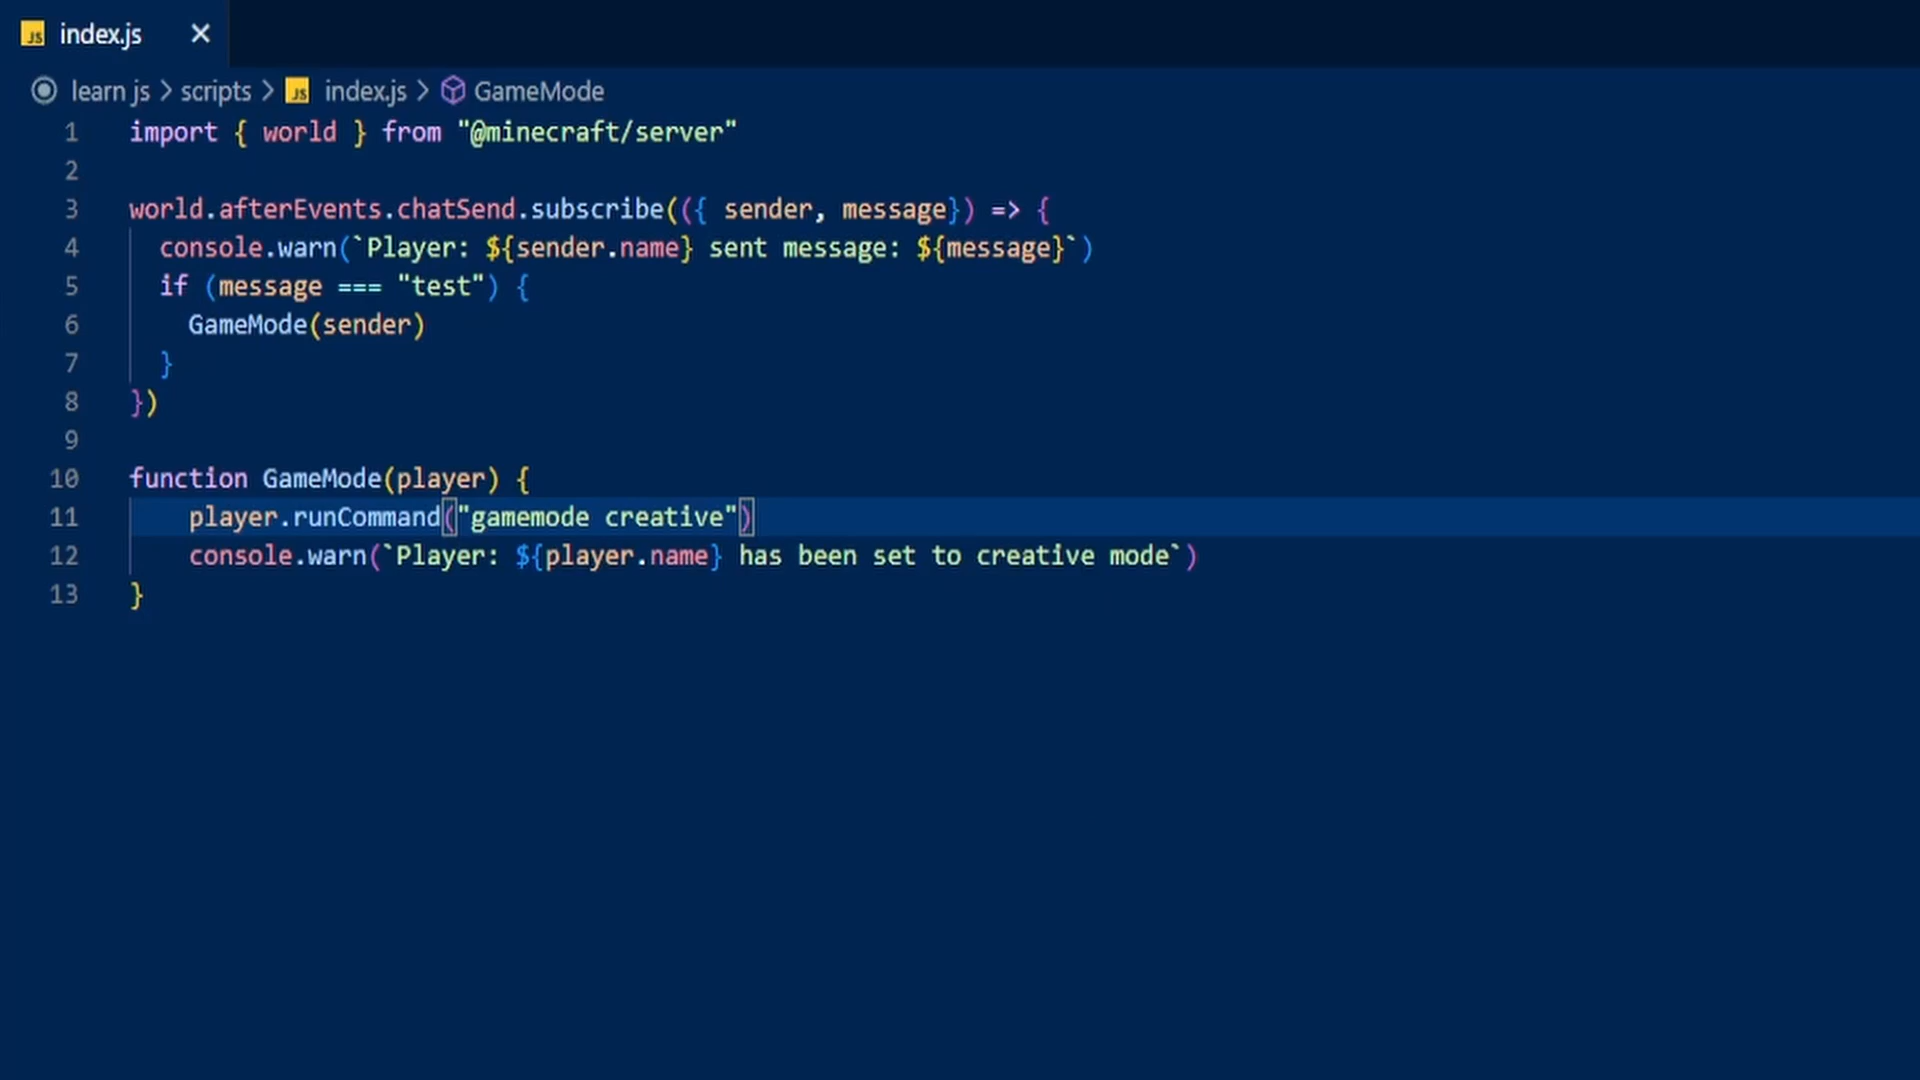 index.js
learn js > scripts > index.js > GameMode
1 import { world } from "@minecraft/server"
2
3 world.afterEvents.chatSend.subscribe(({ sender, message}) => {
4   console.warn(`Player: ${sender.name} sent message: ${message}`)
5   if (message === "test") {
6     GameMode(sender)
7   }
8 })
9
10 function GameMode(player) {
11     player.runCommand("gamemode creative")
12     console.warn(`Player: ${player.name} has been set to creative mode`)
13 }